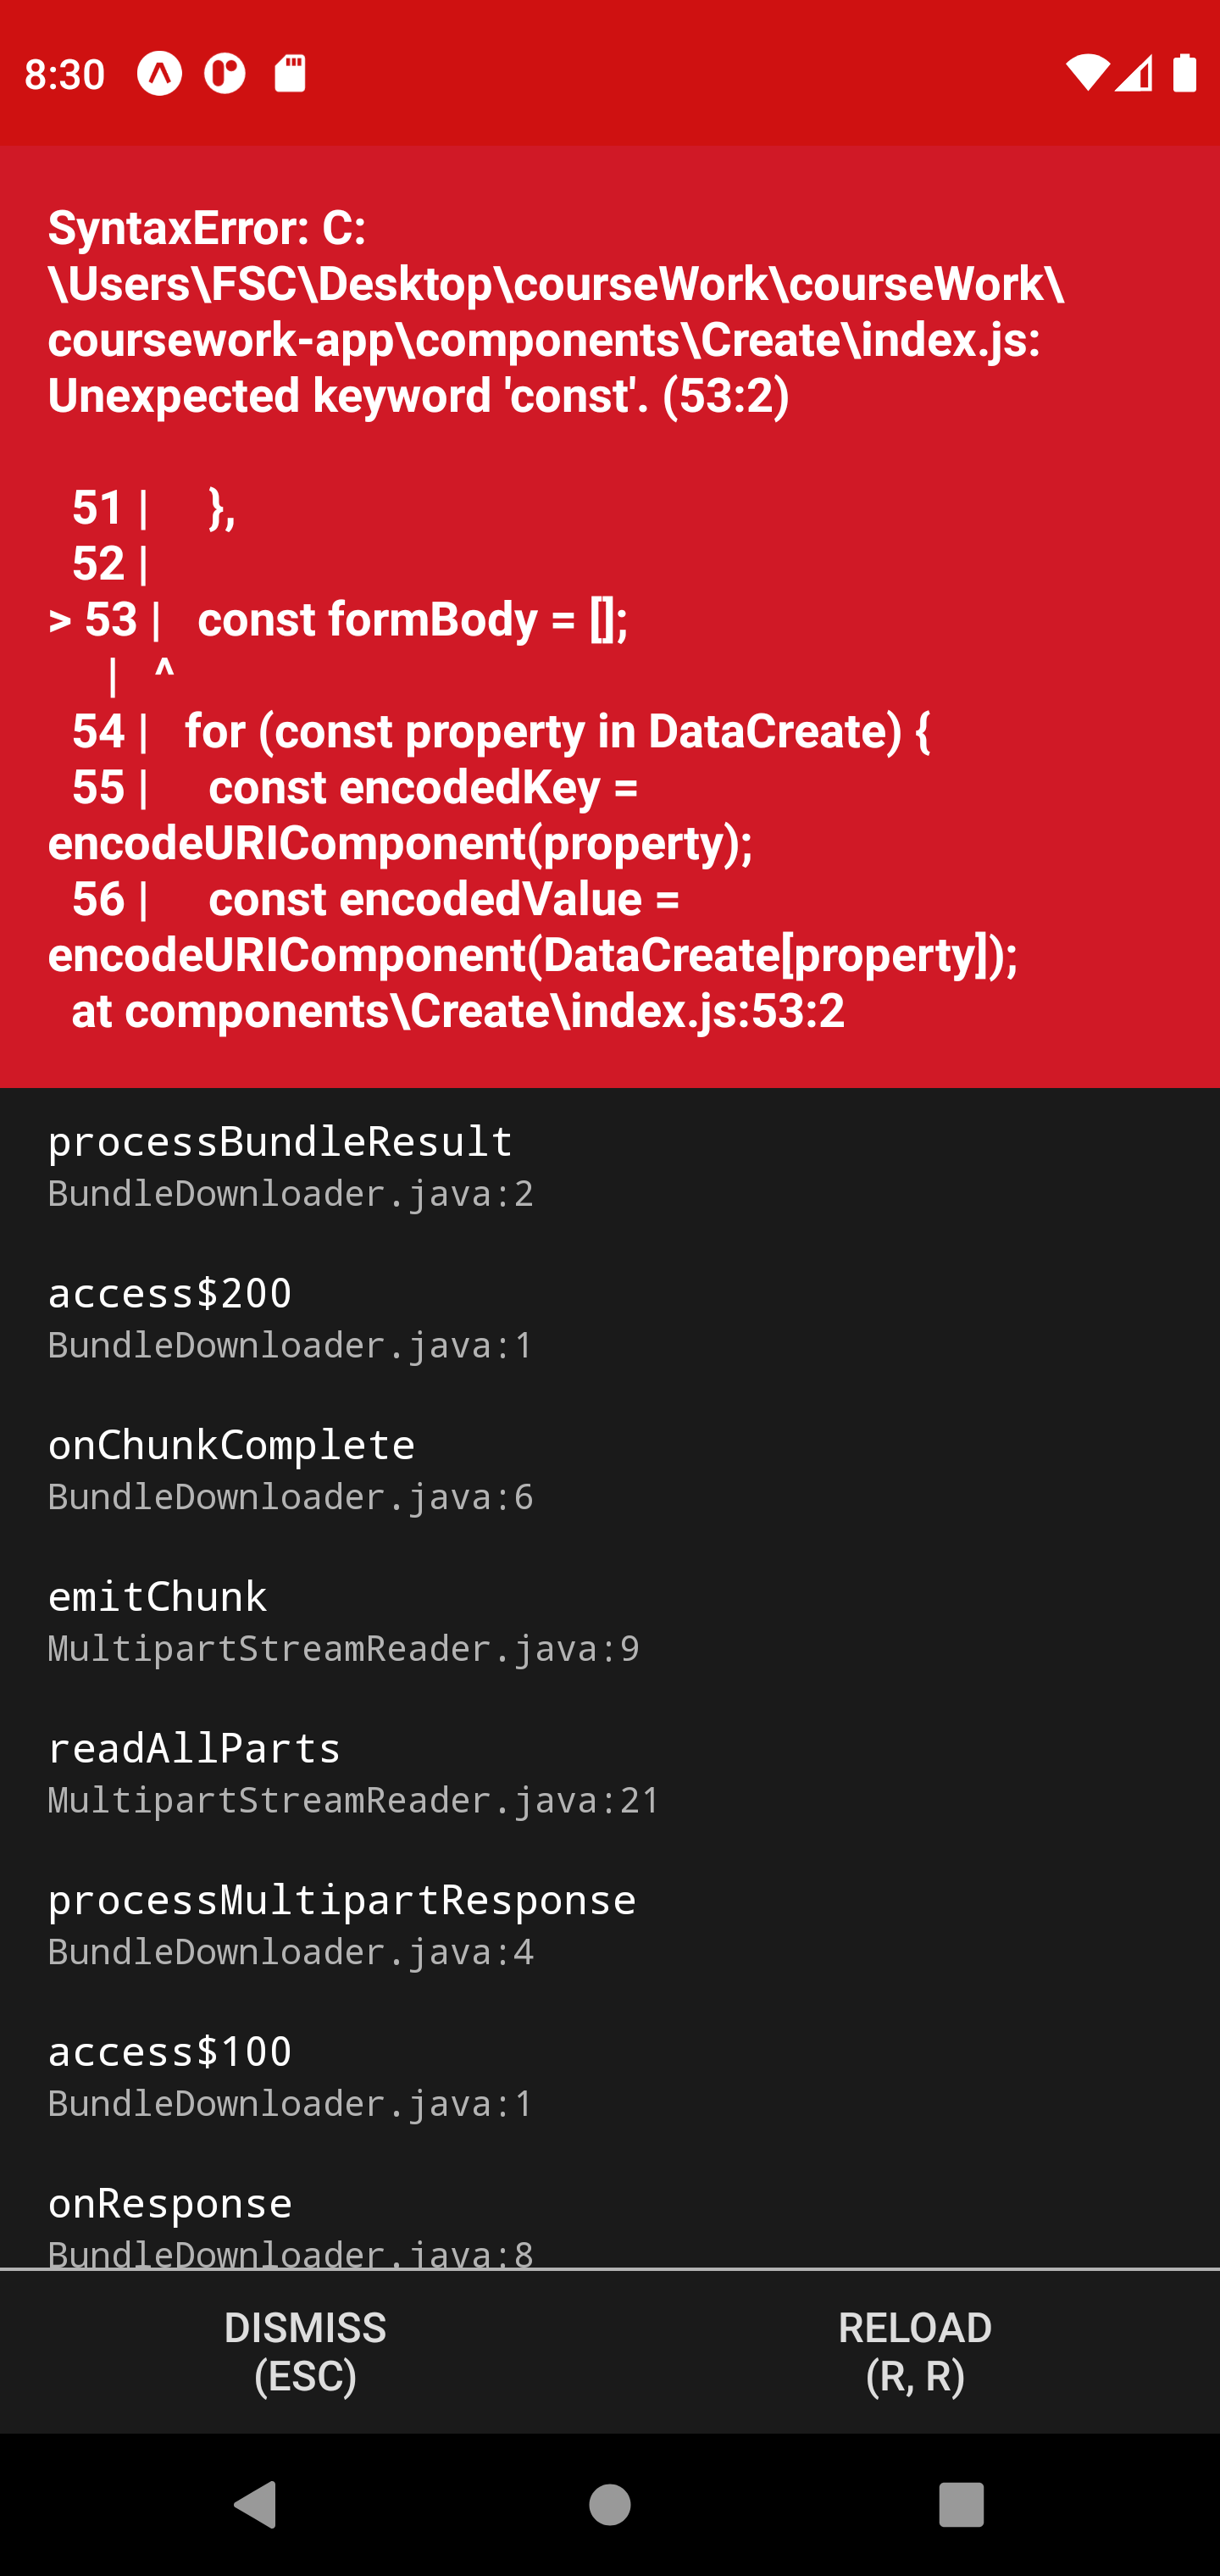 8:30
SyntaxError: C:
\Users\FSC\Desktop\courseWork\courseWork\
coursework-app\components\Create\index.js:
Unexpected keyword 'const'. (53:2)
51 | },
52 |
> 53 | const formBody = [];
| ^
54 | for (const property in DataCreate) {
55 | const encodedKey =
encodeURIComponent(property);
56 | const encodedValue =
encodeURIComponent(DataCreate[property]);
at components\Create\index.js:53:2
processBundleResult
BundleDownloader.java:2
access$200
BundleDownloader.java:1
onChunkComplete
BundleDownloader.java:6
emitChunk
MultipartStreamReader.java:9
readAllParts
MultipartStreamReader.java:21
processMultipartResponse
BundleDownloader.java:4
access$100
BundleDownloader.java:1
onResponse
BundleDownloader.java:8
DISMISS
(ESC)
RELOAD
(R, R)